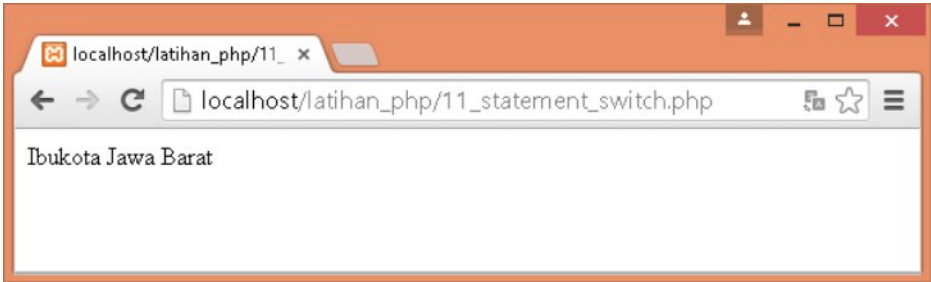 localhost/latihan_php/11_
localhost/latihan_php/11_statement_switch.php
Ibukota Jawa Barat